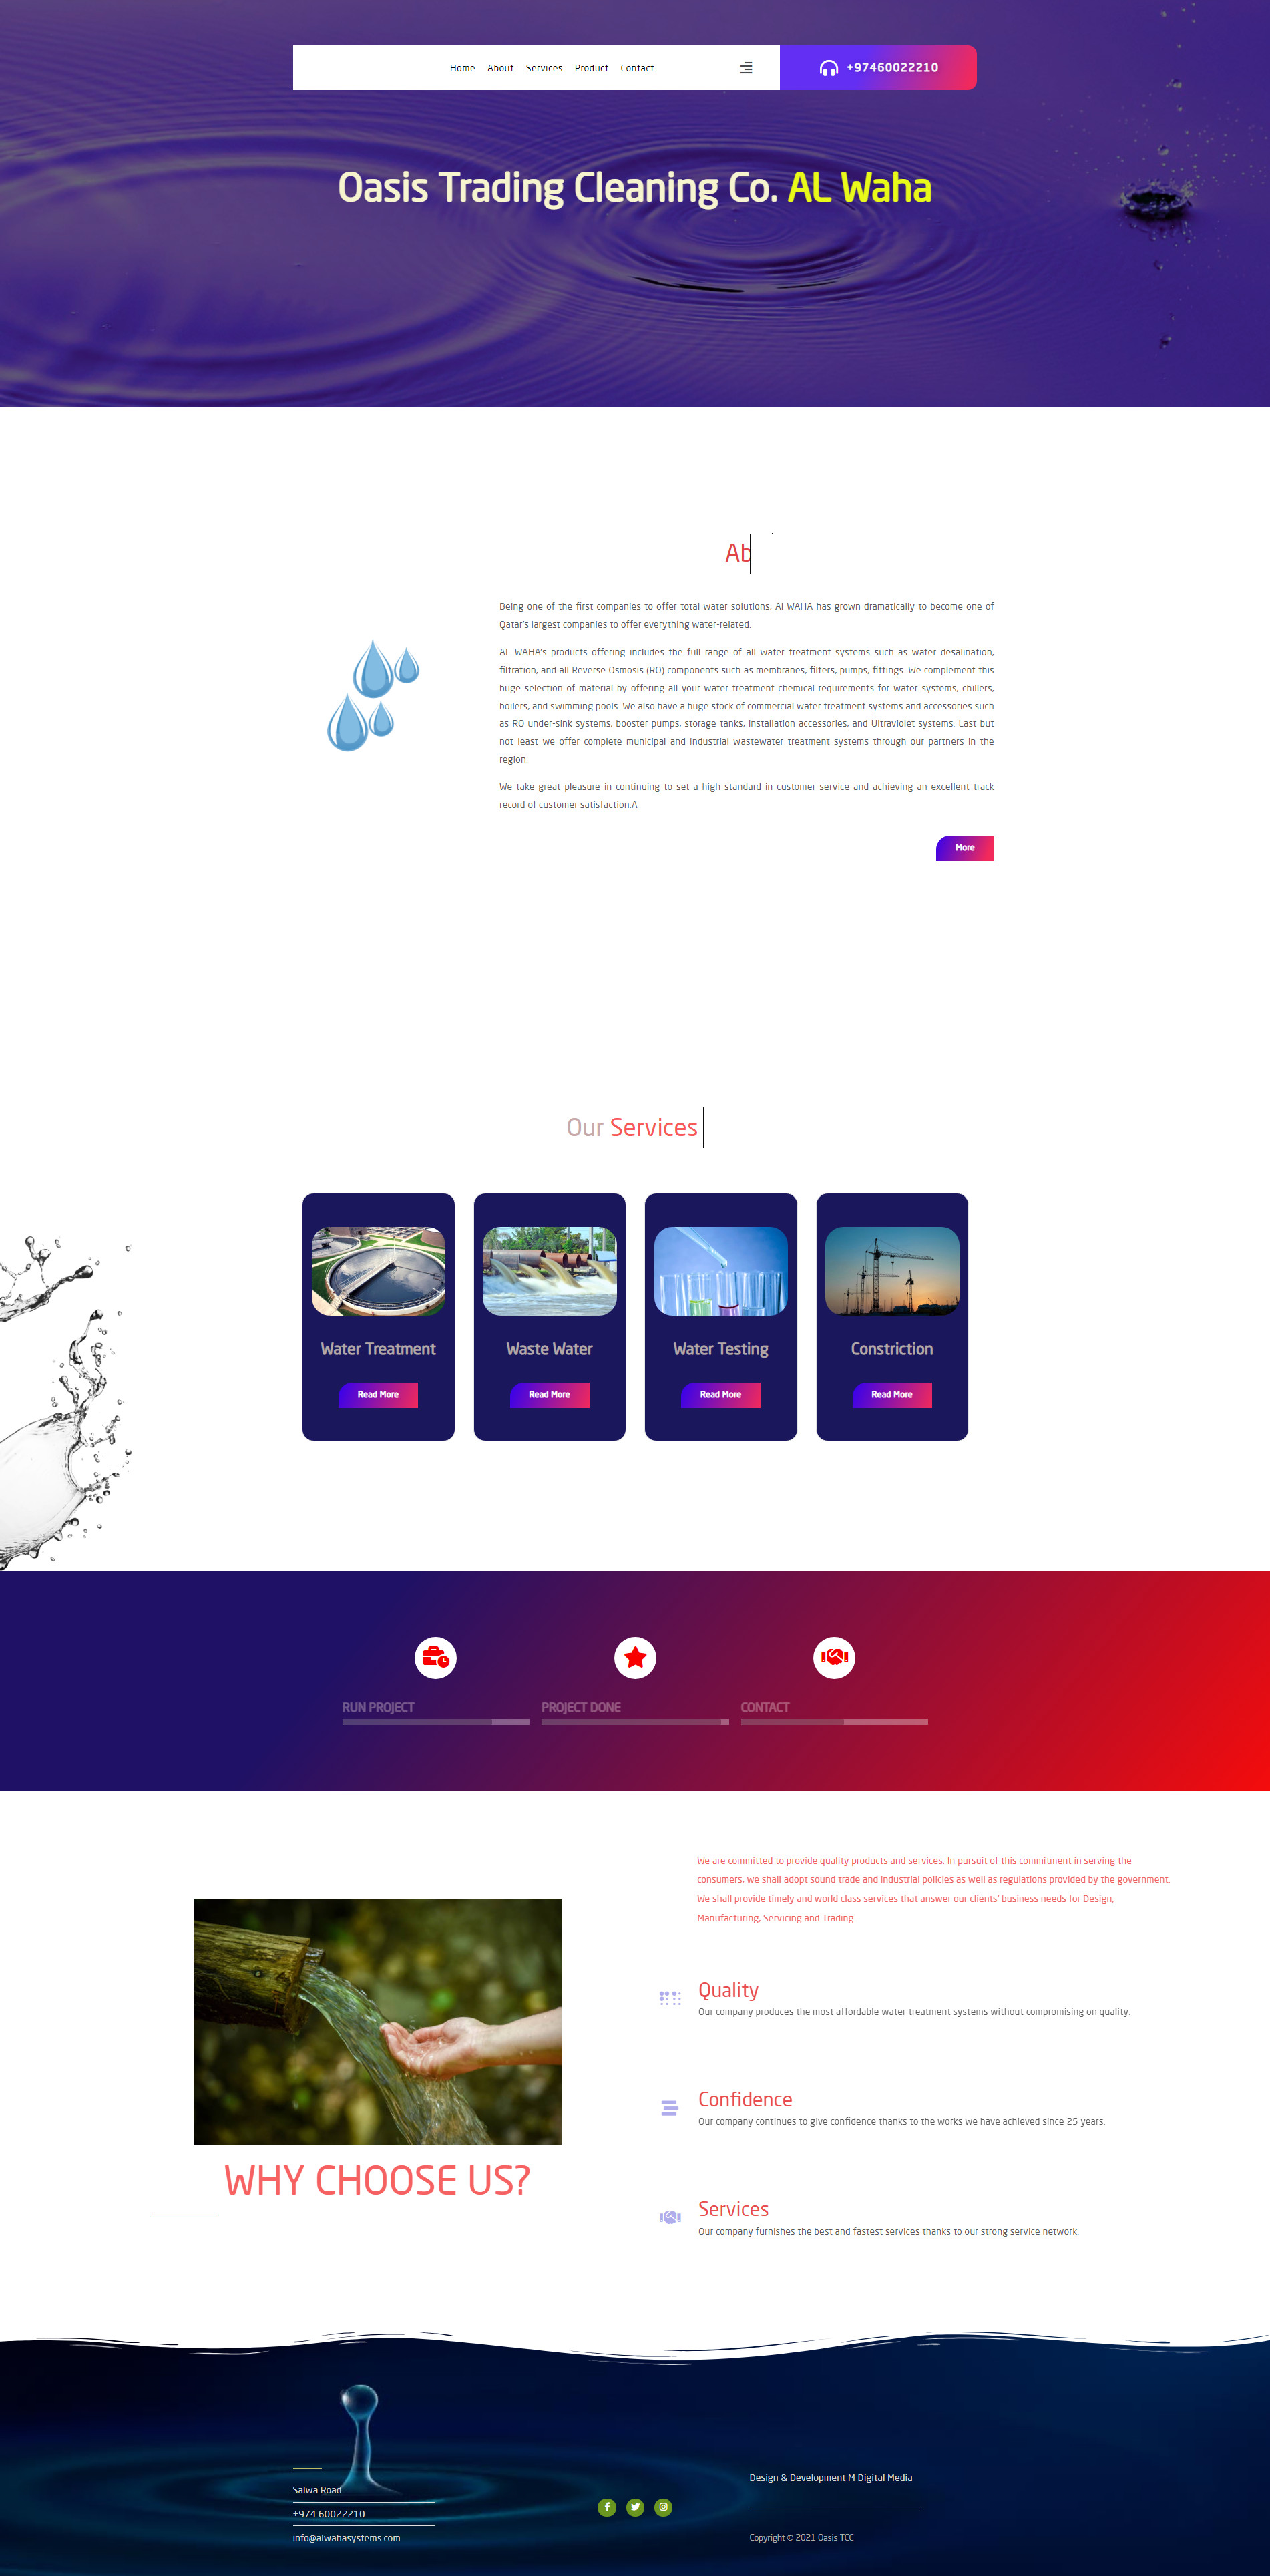 Home About Services Product Contact
+97460022210
Oasis Trading Cleaning Co. AL Waha
Ab
Being one of the first companies to offer total water solutions, Al WAHA has grown dramatically to become one of
Qatar's largest companies to offer everything water-related.
AL WAHA's products offering includes the full range of all water treatment systems such as water desalination,
filtration, and all Reverse Osmosis (RO) components such as membranes, filters, pumps, fittings. We complement this
huge selection of material by offering all your water treatment chemical requirements for water systems, chillers,
boilers, and swimming pools. We also have a huge stock of commercial water treatment systems and accessories such
as RO under-sink systems, booster pumps, storage tanks, installation accessories, and Ultraviolet systems. Last but
not least we offer complete municipal and industrial wastewater treatment systems through our partners in the
region.
We take great pleasure in continuing to set a high standard in customer service and achieving an excellent track
record of customer satisfaction.A
More
Our Services
Water Treatment
Read More
Waste Water
Read More
Water Testing
Read More
Constriction
Read More
RUN PROJECT
PROJECT DONE
CONTACT
We are committed to provide quality products and services. In pursuit of this commitment in serving the
consumers, we shall adopt sound trade and industrial policies as well as regulations provided by the government.
We shall provide timely and world class services that answer our clients' business needs for Design,
Manufacturing, Servicing and Trading.
WHY CHOOSE US?
Quality
Our company produces the most affordable water treatment systems without compromising on quality.
Confidence
Our company continues to give confidence thanks to the works we have achieved since 25 years.
Services
Our company furnishes the best and fastest services thanks to our strong service network.
Salwa Road
+974 60022210
info@alwahasystems.com
Design & Development M Digital Media
Copyright © 2021 Oasis TCC